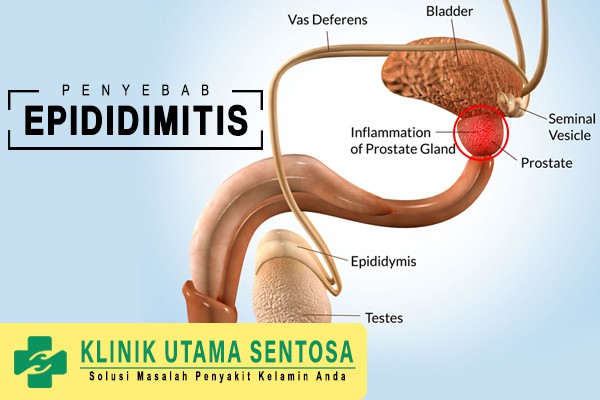 Bladder
Vas Deferens
PENYEBAB
EPIDIDIMITIS
Inflammation
of Prostate Gland
Seminal
Vesicle
Prostate
Epididymis
Testes
KLINIK UTAMA SENTOSA
Solusi Masalah Penyakit Kelamin Anda